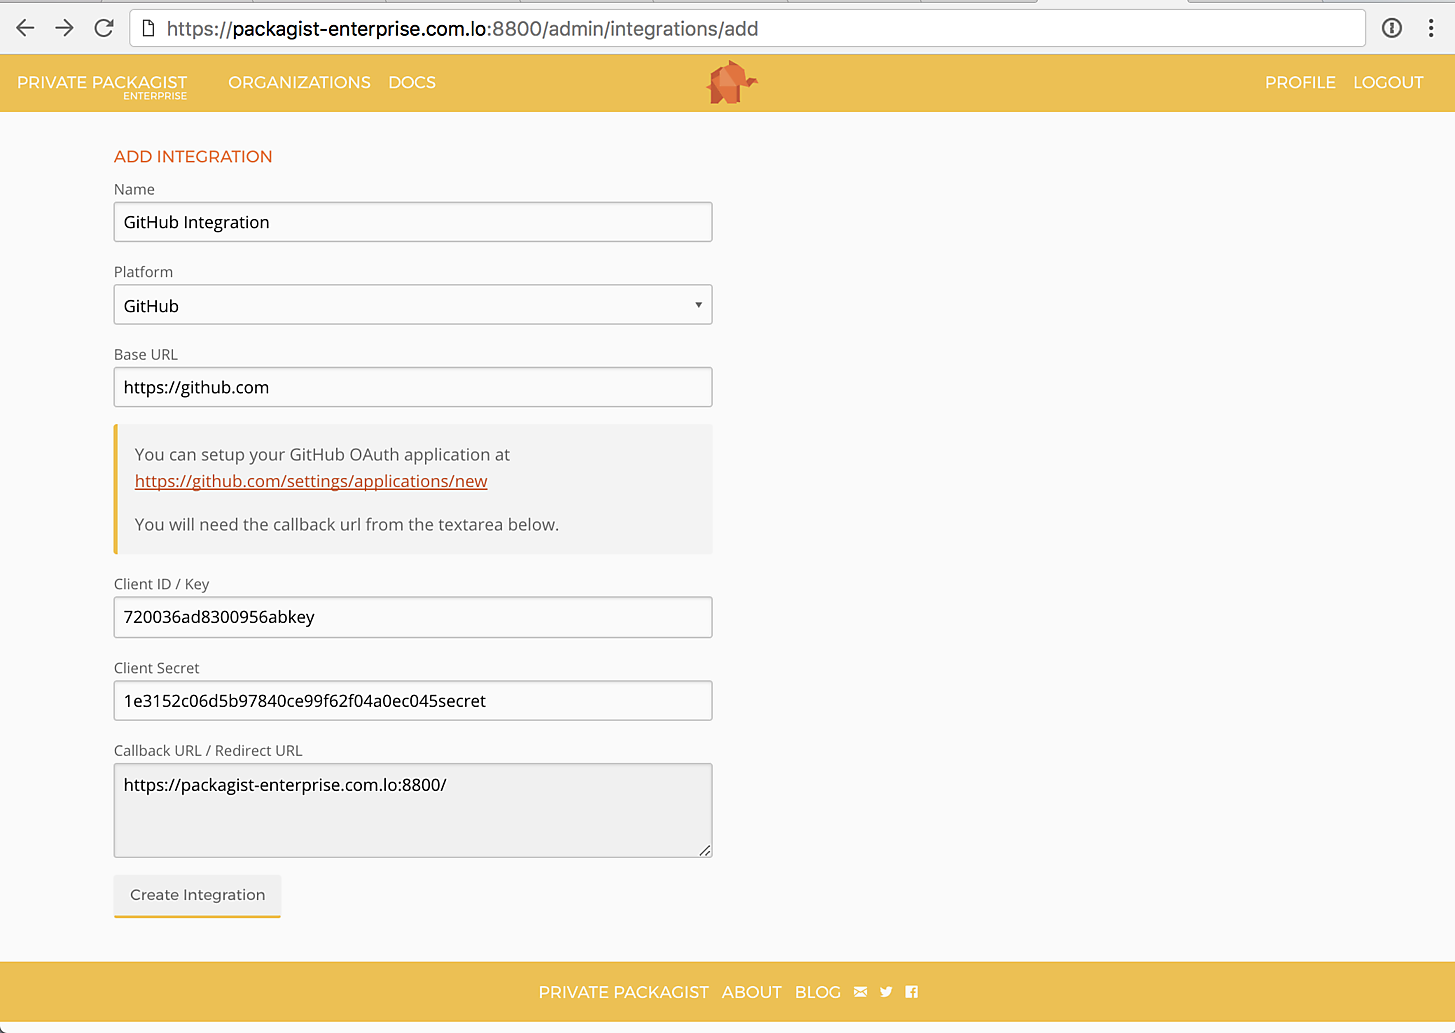 https://packagist-enterprise.com.lo:8800/admin/integrations/add
PRIVATE PACKAGIST ORGANIZATIONS DOCS PROFILE LOGOUT
ENTERPRISE
ADD INTEGRATION
Name
GitHub Integration
Platform
GitHub
Base URL
https://github.com
You can setup your GitHub OAuth application at
https://github.com/settings/applications/new
You will need the callback url from the textarea below.
Client ID / Key
720036ad8300956abkey
Client Secret
1e3152c06d5b97840ce99f62f04a0ec045secret
Callback URL / Redirect URL
https://packagist-enterprise.com.lo:8800/
Create Integration
PRIVATE PACKAGIST ABOUT BLOG